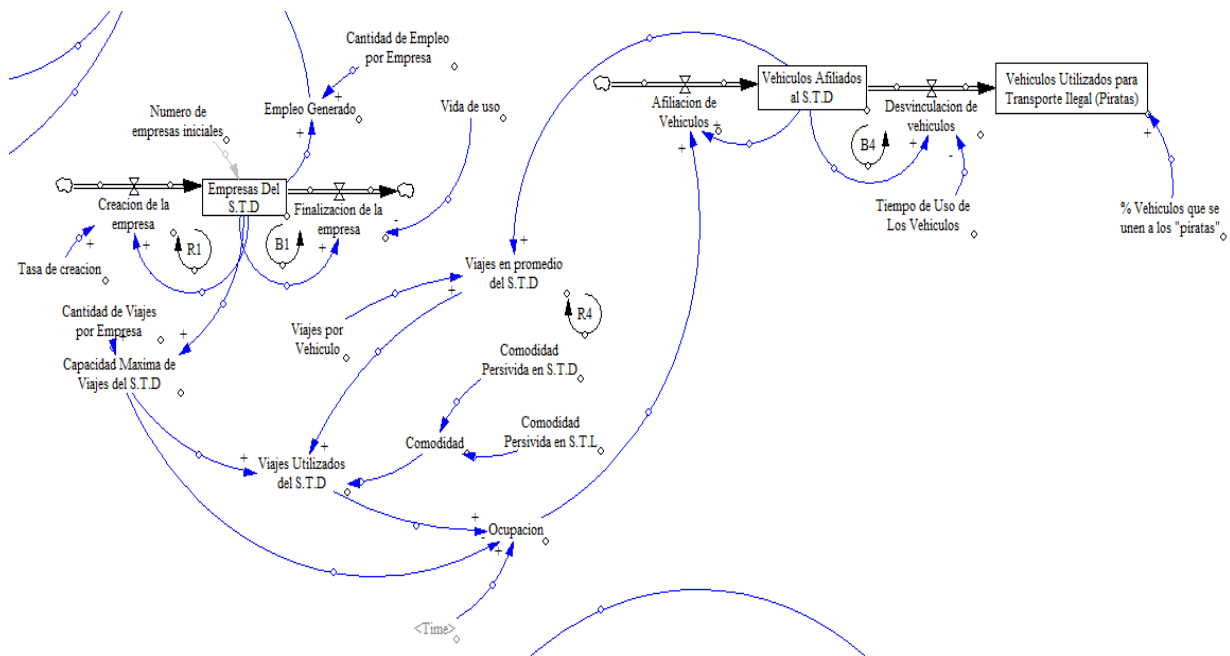 Cantidad de Empleo
por Empresa
Numero de
empresas iniciales
Empleo Generado
+
+
Vida de uso
Creacion de la
empresa
Empresas Del
S.T.D
Finalizacion de la
empresa
+
+
R1
B1
+
-
Tasa de creacion
Cantidad de Viajes
por Empresa
+
+
Capacidad Maxima de
Viajes del S.T.D
Afiliacion de
Vehiculos
+
+
Vehiculos Afiliados
al S.T.D
Desvinculacion de
vehiculos
B4
+
-
Vehiculos Utilizados para
Transporte Ilegal (Piratas)
+
Tiempo de Uso de
Los Vehiculos
% Vehiculos que se
unen a los "piratas"
+
Viajes en promedio
del S.T.D
+
R4
Viajes por
Vehiculo
Comodidad
Persivida en S.T.D
Comodidad
Persivida en S.T.L
Comodidad
+
+
Viajes Utilizados
del S.T.D
+
-
+
Ocupacion
<Time>